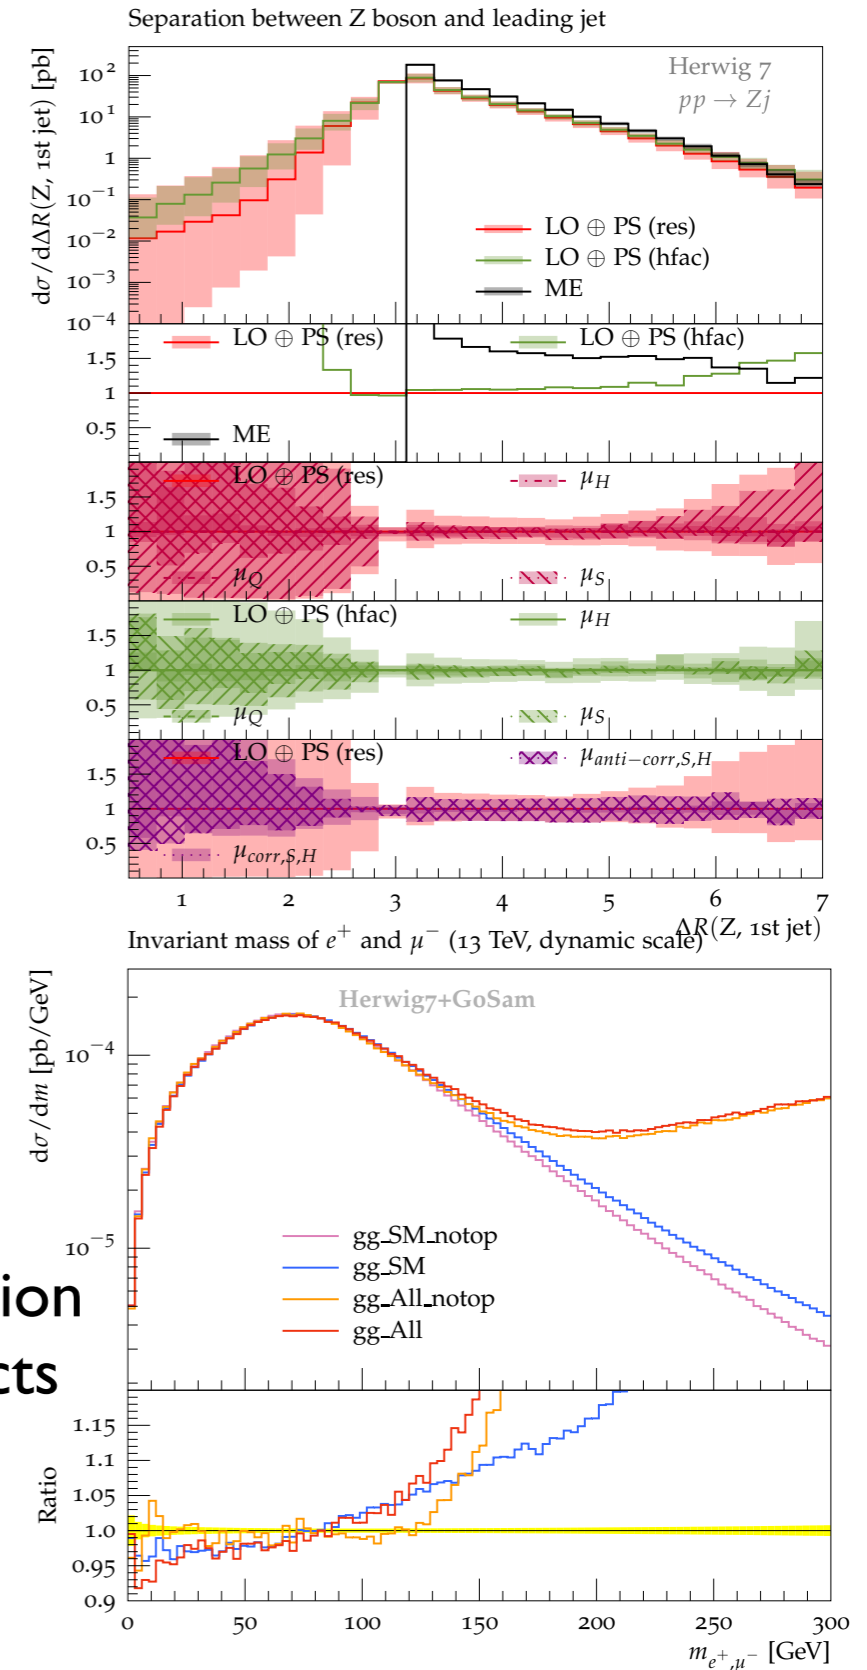 Separation between Z boson and leading jet
dσ/dΔR(Z, 1st jet) [pb]
Herwig 7
pp → Zj
10²
10¹
1
10⁻¹
10⁻²
10⁻³
10⁻⁴
LO ⊕ PS (res)
LO ⊕ PS (hfac)
ME
LO ⊕ PS (res)
LO ⊕ PS (hfac)
1.5
1
0.5
ME
LO ⊕ PS (res)
μ_H
1.5
1
0.5
μ_Q
μ_S
LO ⊕ PS (hfac)
μ_H
1.5
1
0.5
μ_Q
μ_S
LO ⊕ PS (res)
μ_{anti−corr,S,H}
1.5
1
0.5
μ_{corr,S,H}
1 2 3 4 5 6 7
ΔR(Z, 1st jet)
Invariant mass of e⁺ and μ⁻ (13 TeV, dynamic scale)
dσ/dm [pb/GeV]
Herwig7+GoSam
10⁻⁴
10⁻⁵
gg_SM_notop
gg_SM
gg_All_notop
gg_All
tion
cts
Ratio
1.15
1.1
1.05
1.0
0.95
0.9
0 50 100 150 200 250 300
m_{e⁺,μ⁻} [GeV]